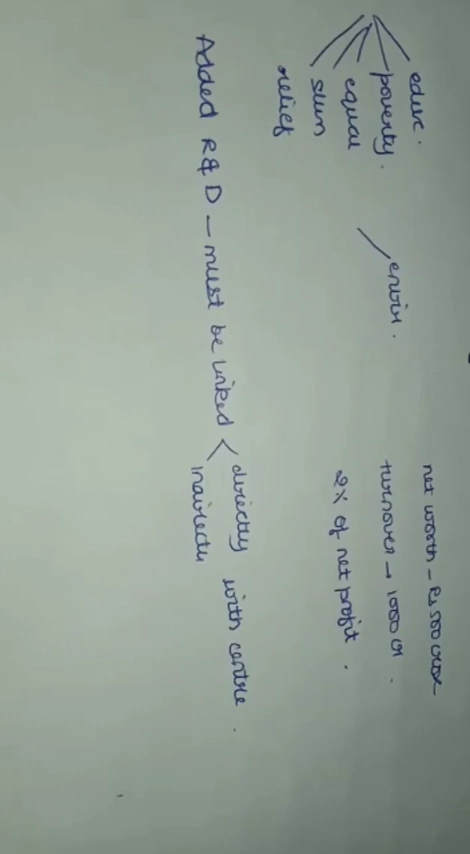 educ.
poverty.
equal
slum
relief
envir.
net worth - Rs 500 crore
turnover → 1000 cr.
2% of net profit.
Added R&D - must be linked < directly with centre.
indirectly